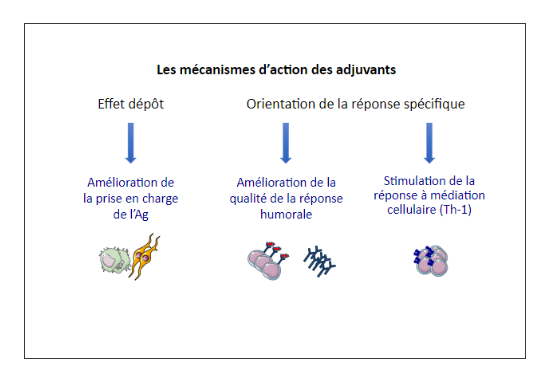 Les mécanismes d'action des adjuvants
Effet dépôt
Orientation de la réponse spécifique
Amélioration de
la prise en charge
de l'Ag
Amélioration de la
qualité de la réponse
humorale
Stimulation de la
réponse à médiation
cellulaire (Th-1)